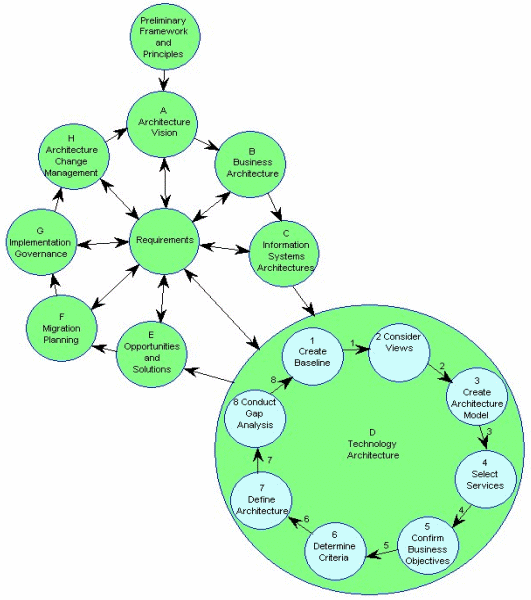 Preliminary
Framework
and
Principles
A
Architecture
Vision
H
Architecture
Change
Management
B
Business
Architecture
G
Implementation
Governance
Requirements
C
Information
Systems
Architectures
F
Migration
Planning
E
Opportunities
and
Solutions
1
Create
Baseline
1
2 Consider
Views
2
3
Create
Architecture
Model
3
8
8 Conduct
Gap
Analysis
D
Technology
Architecture
4
Select
Services
4
7
7
Define
Architecture
6
6
Determine
Criteria
5
5
Confirm
Business
Objectives